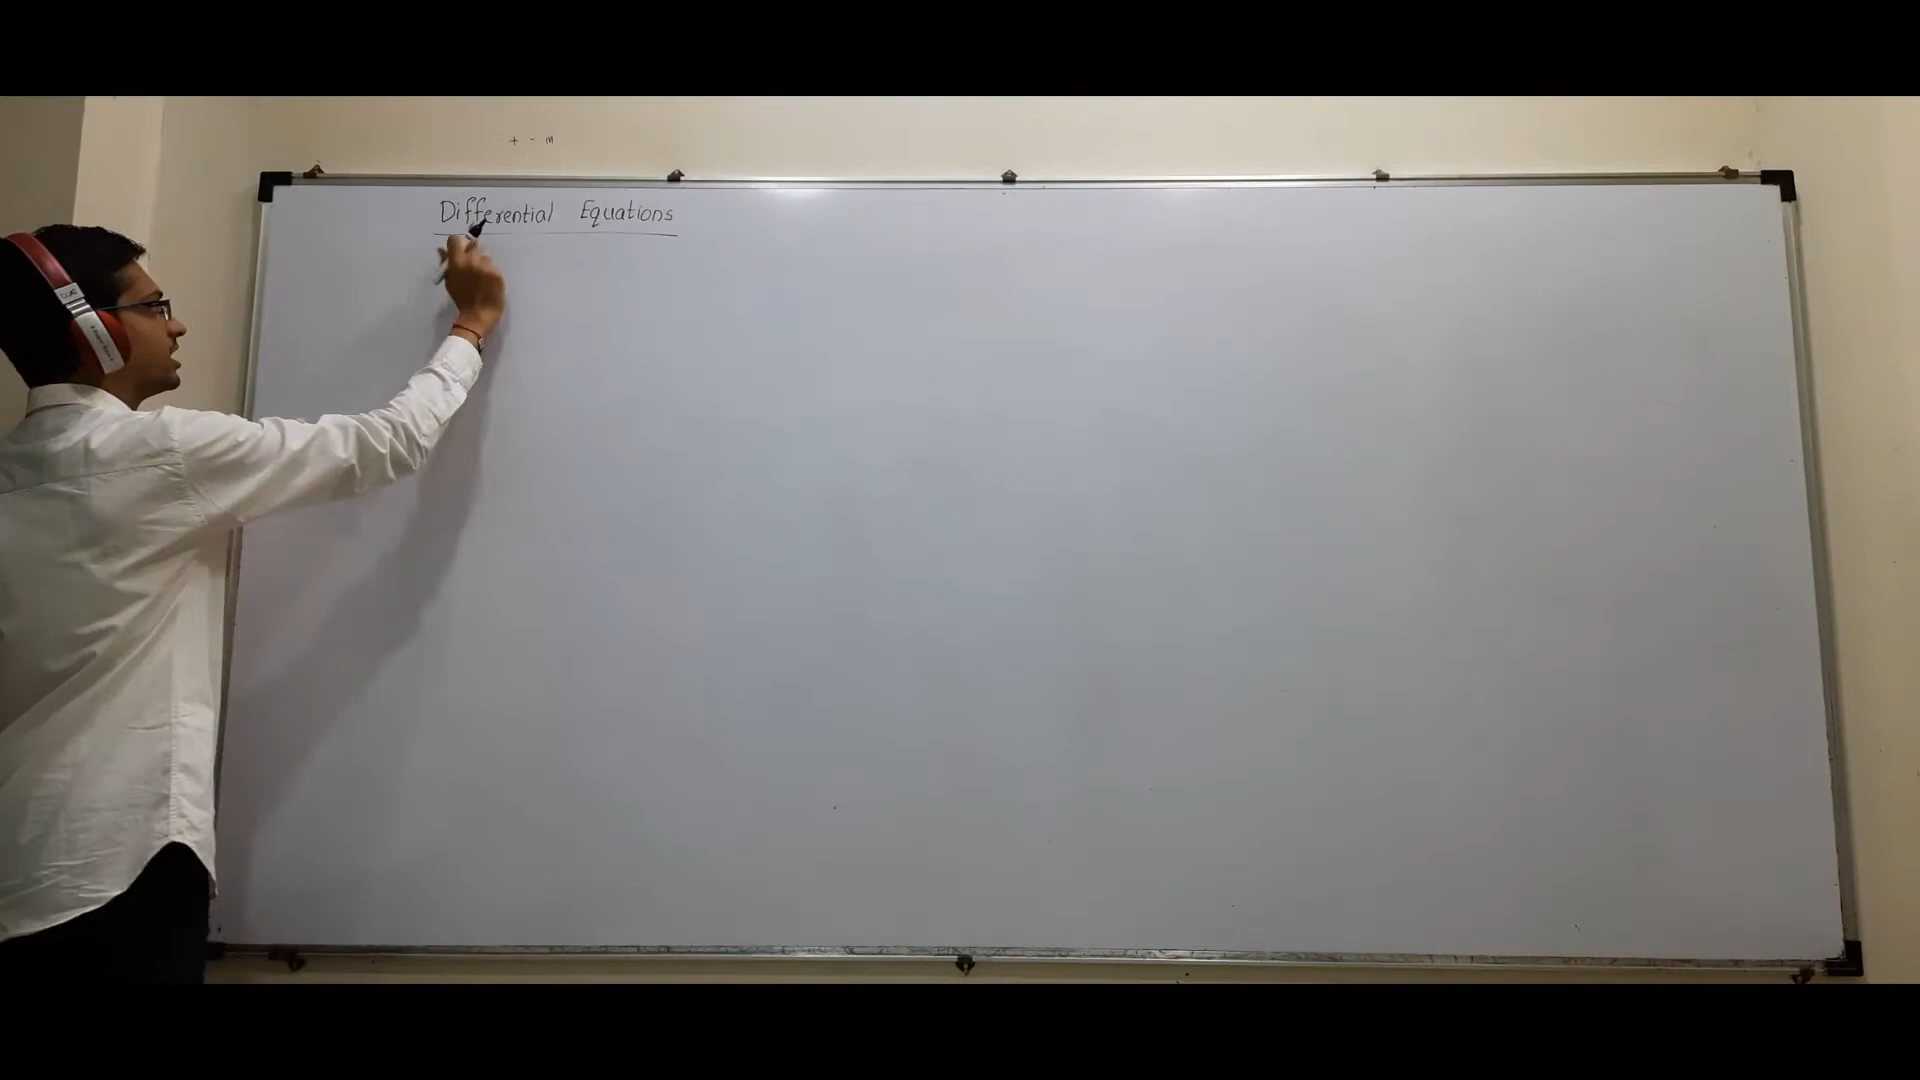 + - m
Differential Equations